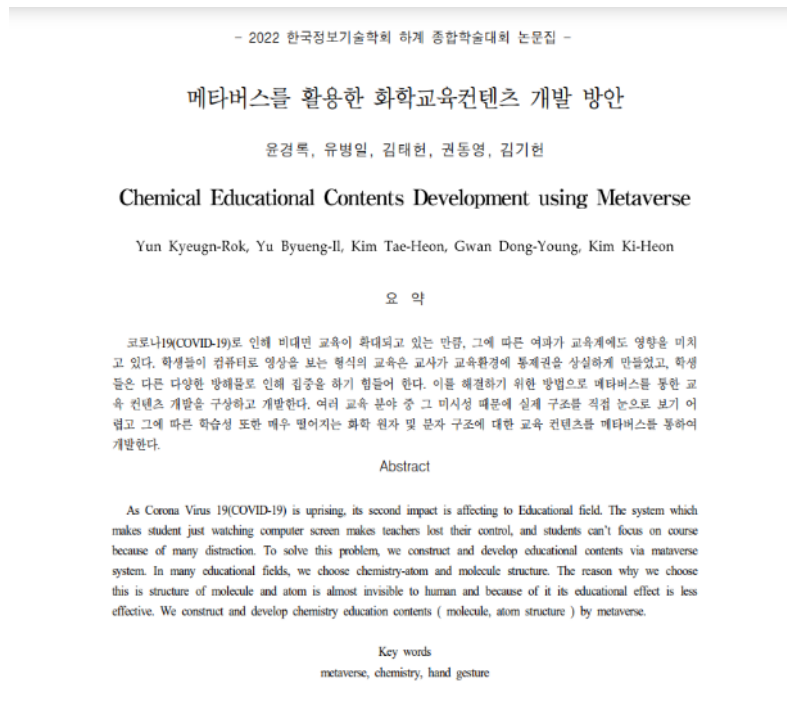 - 2022 한국정보기술학회 하계 종합학술대회 논문집 -
메타버스를 활용한 화학교육컨텐츠 개발 방안
윤경록, 유병일, 김태헌, 권동영, 김기헌
Chemical Educational Contents Development using Metaverse
Yun Kyeugn-Rok, Yu Byueng-Il, Kim Tae-Heon, Gwan Dong-Young, Kim Ki-Heon
요 약
코로나19(COVID-19)로 인해 비대면 교육이 확대되고 있는 만큼, 그에 따른 여파가 교육계에도 영향을 미치
고 있다. 학생들이 컴퓨터로 영상을 보는 형식의 교육은 교사가 교육환경에 통제권을 상실하게 만들었고, 학생
들은 다른 다양한 방해물로 인해 집중을 하기 힘들어 한다. 이를 해결하기 위한 방법으로 메타버스를 통한 교
육 컨텐츠 개발을 구상하고 개발한다. 여러 교육 분야 중 그 미시성 때문에 실제 구조를 직접 눈으로 보기 어
렵고 그에 따른 학습성 또한 매우 떨어지는 화학 원자 및 분자 구조에 대한 교육 컨텐츠를 메타버스를 통하여
개발한다.
Abstract
As Corona Virus 19(COVID-19) is uprising, its second impact is affecting to Educational field. The system which
makes student just watching computer screen makes teachers lost their control, and students can't focus on course
because of many distraction. To solve this problem, we construct and develop educational contents via mataverse
system. In many educational fields, we choose chemistry-atom and molecule structure. The reason why we choose
this is structure of molecule and atom is almost invisible to human and because of it its educational effect is less
effective. We construct and develop chemistry education contents ( molecule, atom structure ) by metaverse.
Key words
metaverse, chemistry, hand gesture